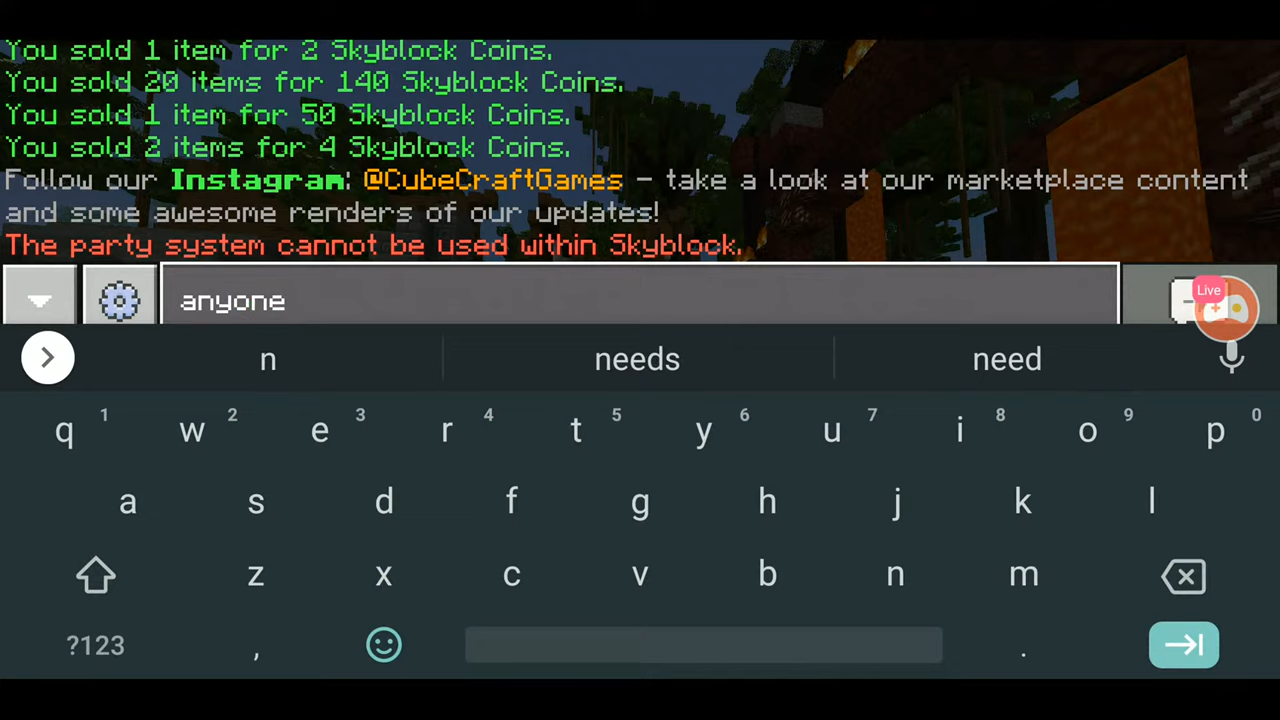 You sold 1 item for 2 Skyblock Coins.
You sold 20 items for 140 Skyblock Coins.
You sold 1 item for 50 Skyblock Coins.
You sold 2 items for 4 Skyblock Coins.
Follow our Instagram: @CubeCraftGames - take a look at our marketplace content
and some awesome renders of our updates!
The party system cannot be used within Skyblock.
anyone
Live
n needs need
1 2 3 4 5 6 7 8 9 0
q w e r t y u i o p
a s d f g h j k l
z x c v b n m
?123 , .